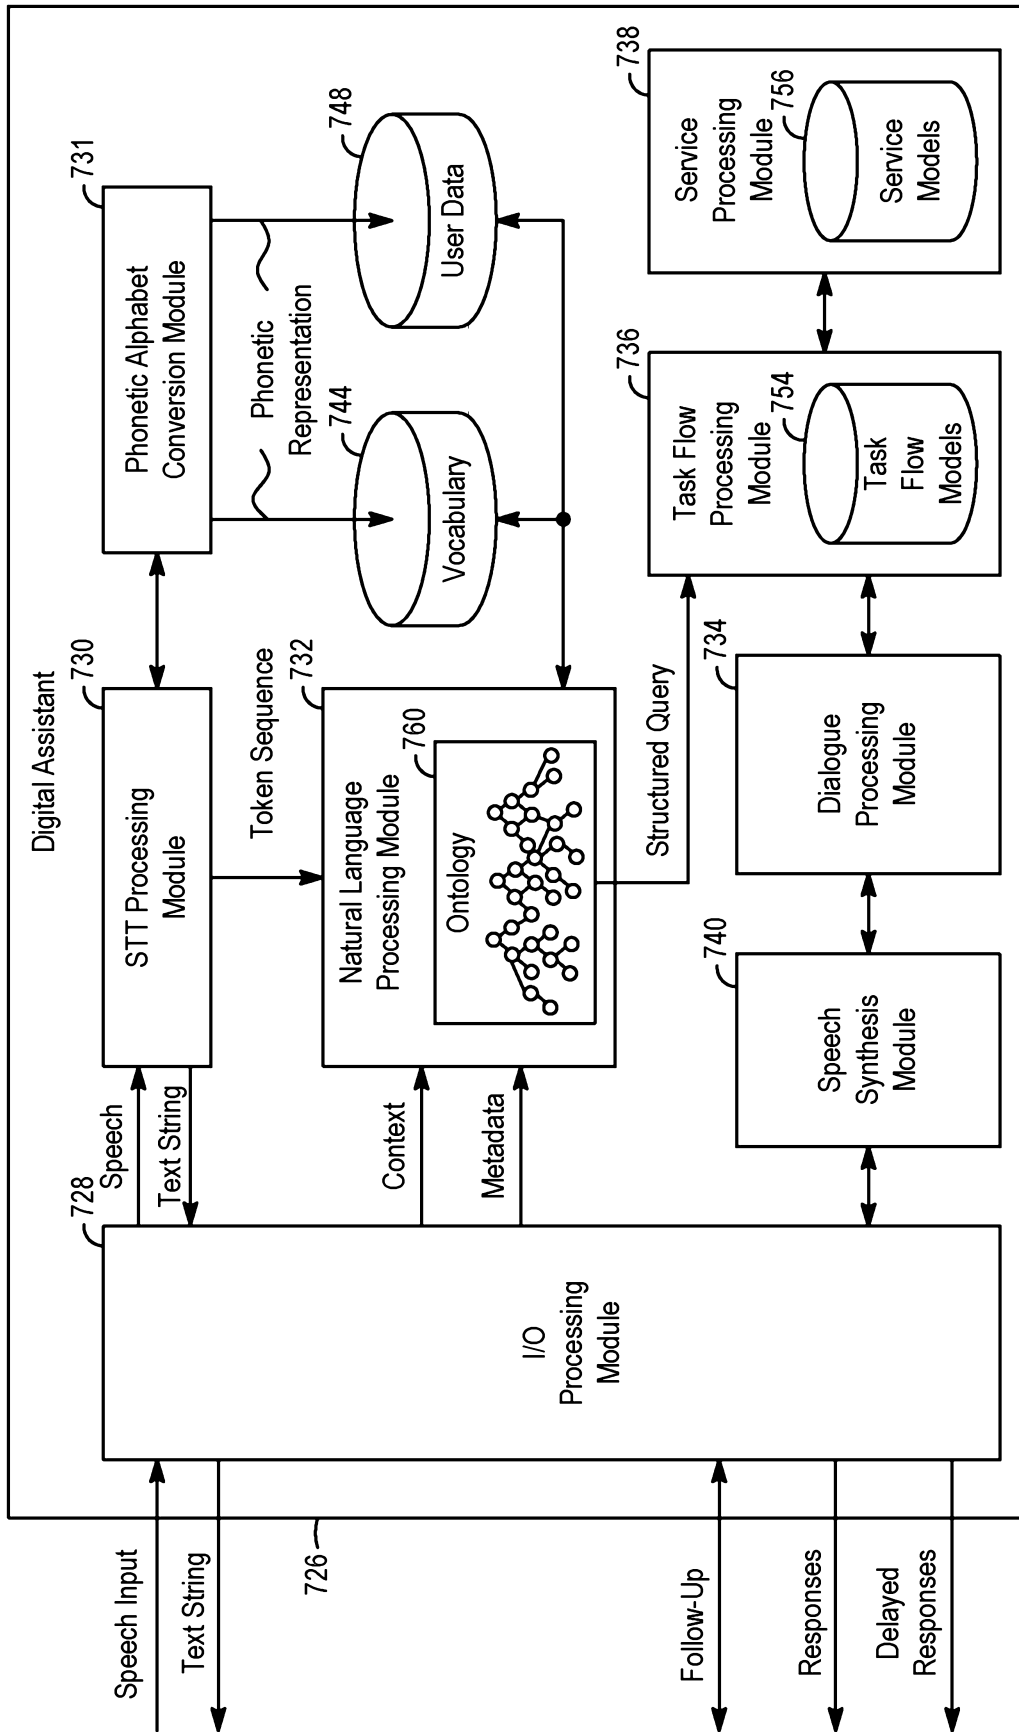 Digital Assistant
Speech Input
Text String
726
Follow-Up
Responses
Delayed
Responses
728
I/O
Processing
Module
Speech
Text String
Context
Metadata
730
STT Processing
Module
Token Sequence
731
Phonetic Alphabet
Conversion Module
Phonetic
Representation
732
Natural Language
Processing Module
760
Ontology
744
Vocabulary
748
User Data
Structured Query
740
Speech
Synthesis
Module
734
Dialogue
Processing
Module
736
Task Flow
Processing
Module
754
Task
Flow
Models
738
Service
Processing
Module
756
Service
Models